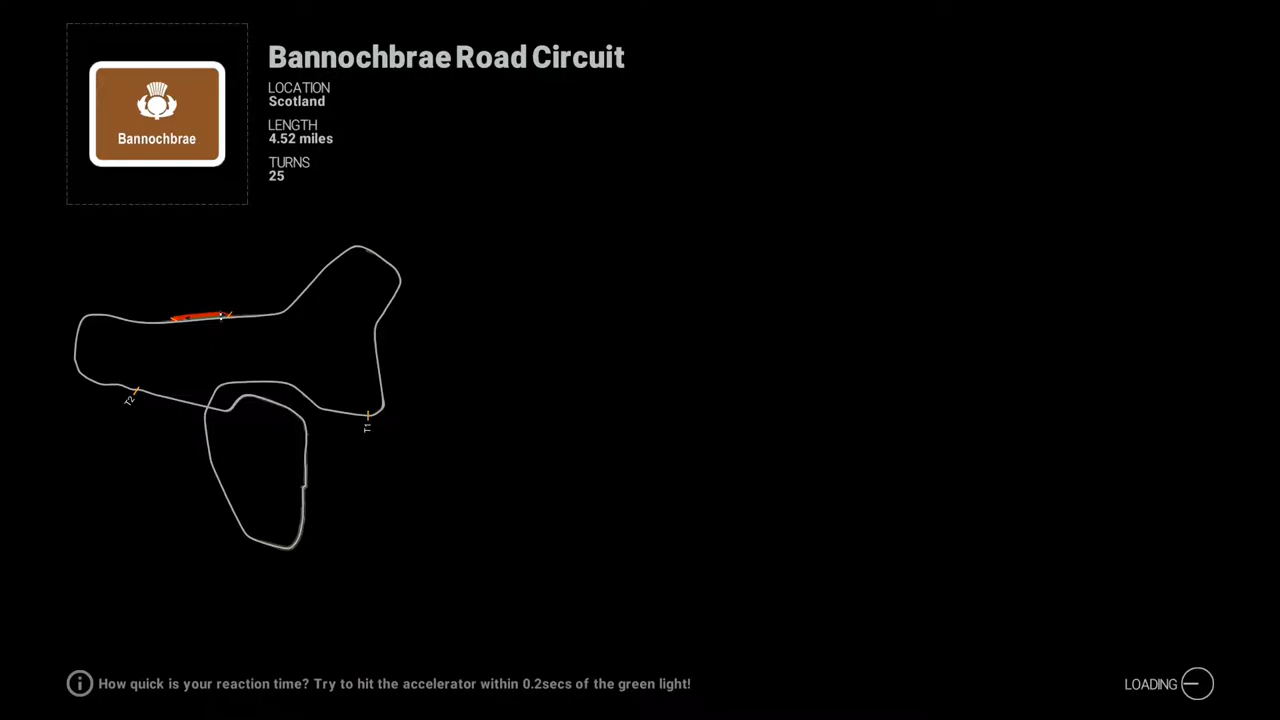 Bannochbrae
Bannochbrae Road Circuit
LOCATION
Scotland
LENGTH
4.52 miles
TURNS
25
T2
T1
How quick is your reaction time? Try to hit the accelerator within 0.2secs of the green light!
LOADING